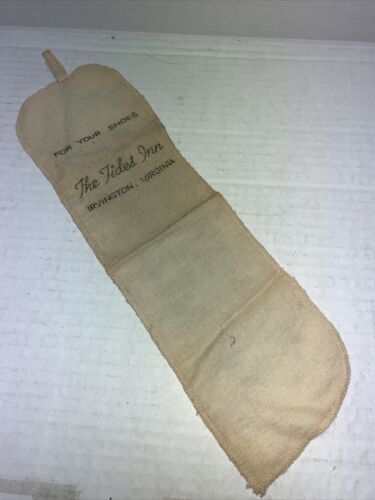 FOR YOUR SHOES
The Tides Inn
IRVINGTON, VIRGINIA